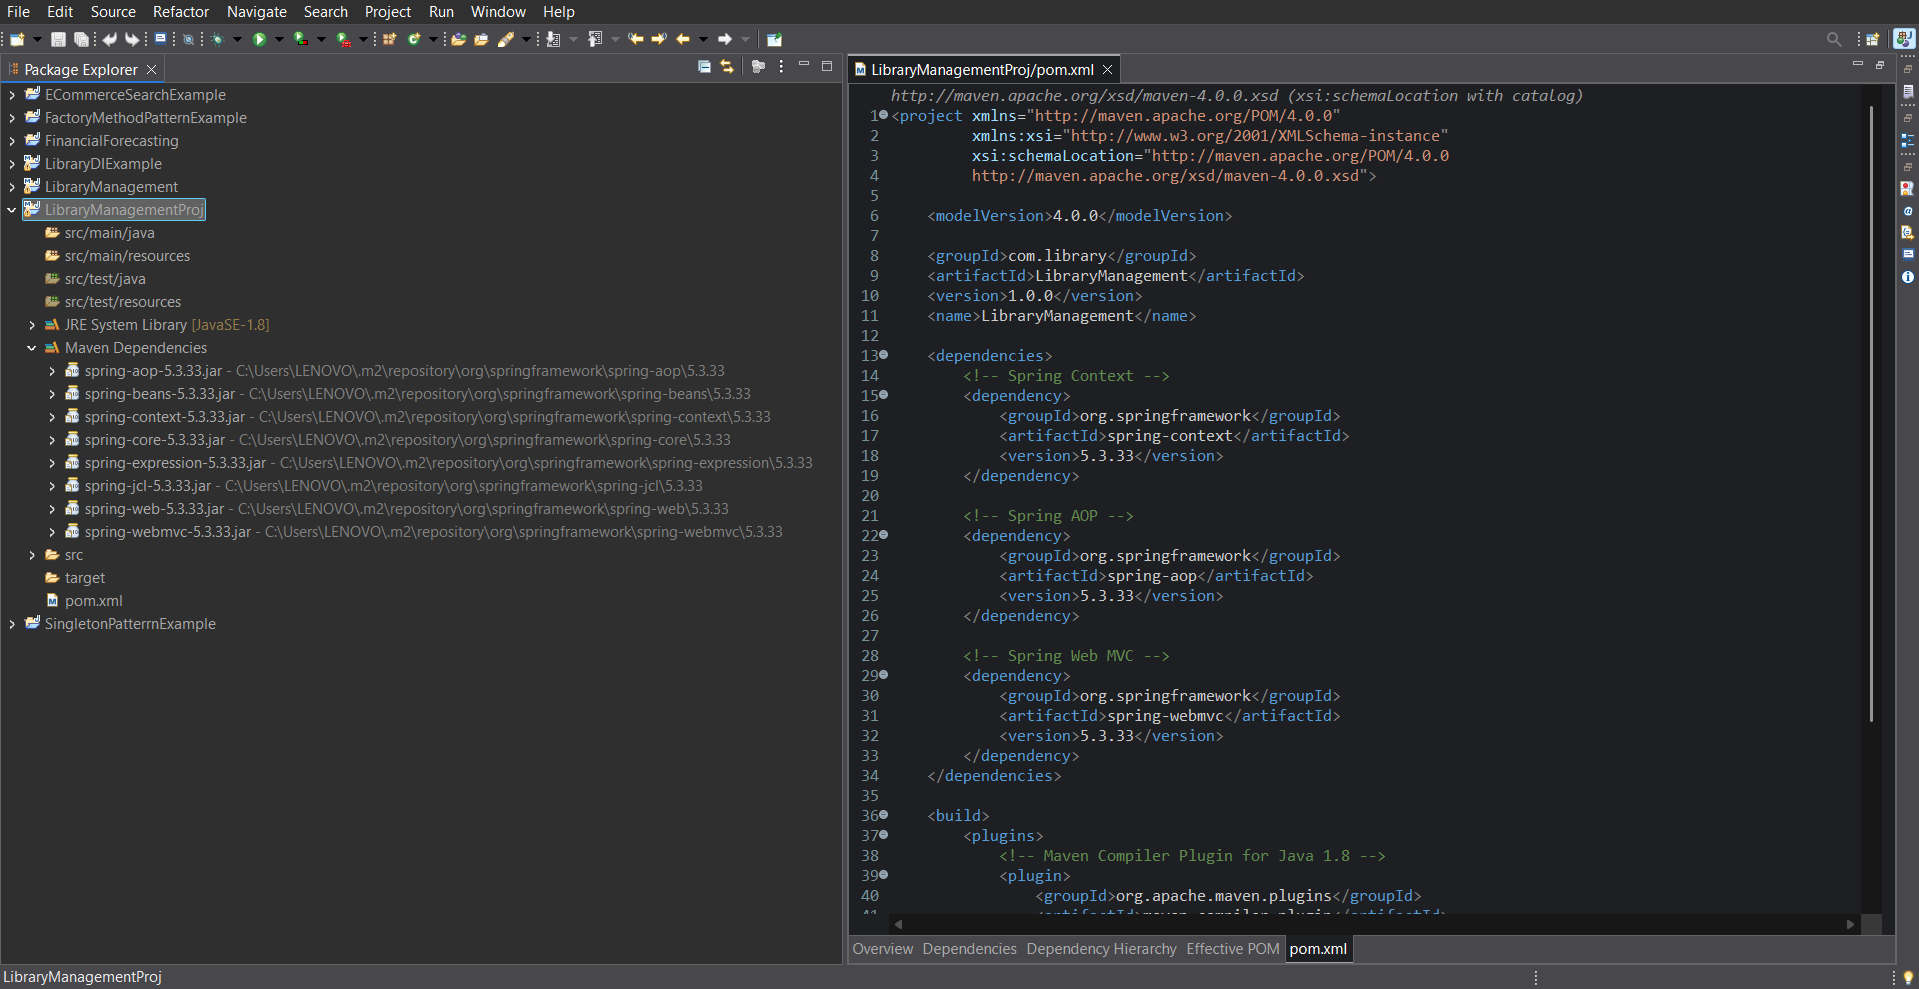 File Edit Source Refactor Navigate Search Project Run Window Help
Package Explorer
ECommerceSearchExample
FactoryMethodPatternExample
FinancialForecasting
LibraryDIExample
LibraryManagement
LibraryManagementProj
src/main/java
src/main/resources
src/test/java
src/test/resources
JRE System Library [JavaSE-1.8]
Maven Dependencies
spring-aop-5.3.33.jar - C:\Users\LENOVO\.m2\repository\org\springframework\spring-aop\5.3.33
spring-beans-5.3.33.jar - C:\Users\LENOVO\.m2\repository\org\springframework\spring-beans\5.3.33
spring-context-5.3.33.jar - C:\Users\LENOVO\.m2\repository\org\springframework\spring-context\5.3.33
spring-core-5.3.33.jar - C:\Users\LENOVO\.m2\repository\org\springframework\spring-core\5.3.33
spring-expression-5.3.33.jar - C:\Users\LENOVO\.m2\repository\org\springframework\spring-expression\5.3.33
spring-jcl-5.3.33.jar - C:\Users\LENOVO\.m2\repository\org\springframework\spring-jcl\5.3.33
spring-web-5.3.33.jar - C:\Users\LENOVO\.m2\repository\org\springframework\spring-web\5.3.33
spring-webmvc-5.3.33.jar - C:\Users\LENOVO\.m2\repository\org\springframework\spring-webmvc\5.3.33
src
target
pom.xml
SingletonPatterrnExample
LibraryManagementProj/pom.xml
http://maven.apache.org/xsd/maven-4.0.0.xsd (xsi:schemaLocation with catalog)
1 <project xmlns="http://maven.apache.org/POM/4.0.0"
2 xmlns:xsi="http://www.w3.org/2001/XMLSchema-instance"
3 xsi:schemaLocation="http://maven.apache.org/POM/4.0.0
4 http://maven.apache.org/xsd/maven-4.0.0.xsd">
5
6 <modelVersion>4.0.0</modelVersion>
7
8 <groupId>com.library</groupId>
9 <artifactId>LibraryManagement</artifactId>
10 <version>1.0.0</version>
11 <name>LibraryManagement</name>
12
13 <dependencies>
14 <!-- Spring Context -->
15 <dependency>
16 <groupId>org.springframework</groupId>
17 <artifactId>spring-context</artifactId>
18 <version>5.3.33</version>
19 </dependency>
20
21 <!-- Spring AOP -->
22 <dependency>
23 <groupId>org.springframework</groupId>
24 <artifactId>spring-aop</artifactId>
25 <version>5.3.33</version>
26 </dependency>
27
28 <!-- Spring Web MVC -->
29 <dependency>
30 <groupId>org.springframework</groupId>
31 <artifactId>spring-webmvc</artifactId>
32 <version>5.3.33</version>
33 </dependency>
34 </dependencies>
35
36 <build>
37 <plugins>
38 <!-- Maven Compiler Plugin for Java 1.8 -->
39 <plugin>
40 <groupId>org.apache.maven.plugins</groupId>
41 <artifactId>maven-compiler-plugin</artifactId>
Overview Dependencies Dependency Hierarchy Effective POM pom.xml
LibraryManagementProj